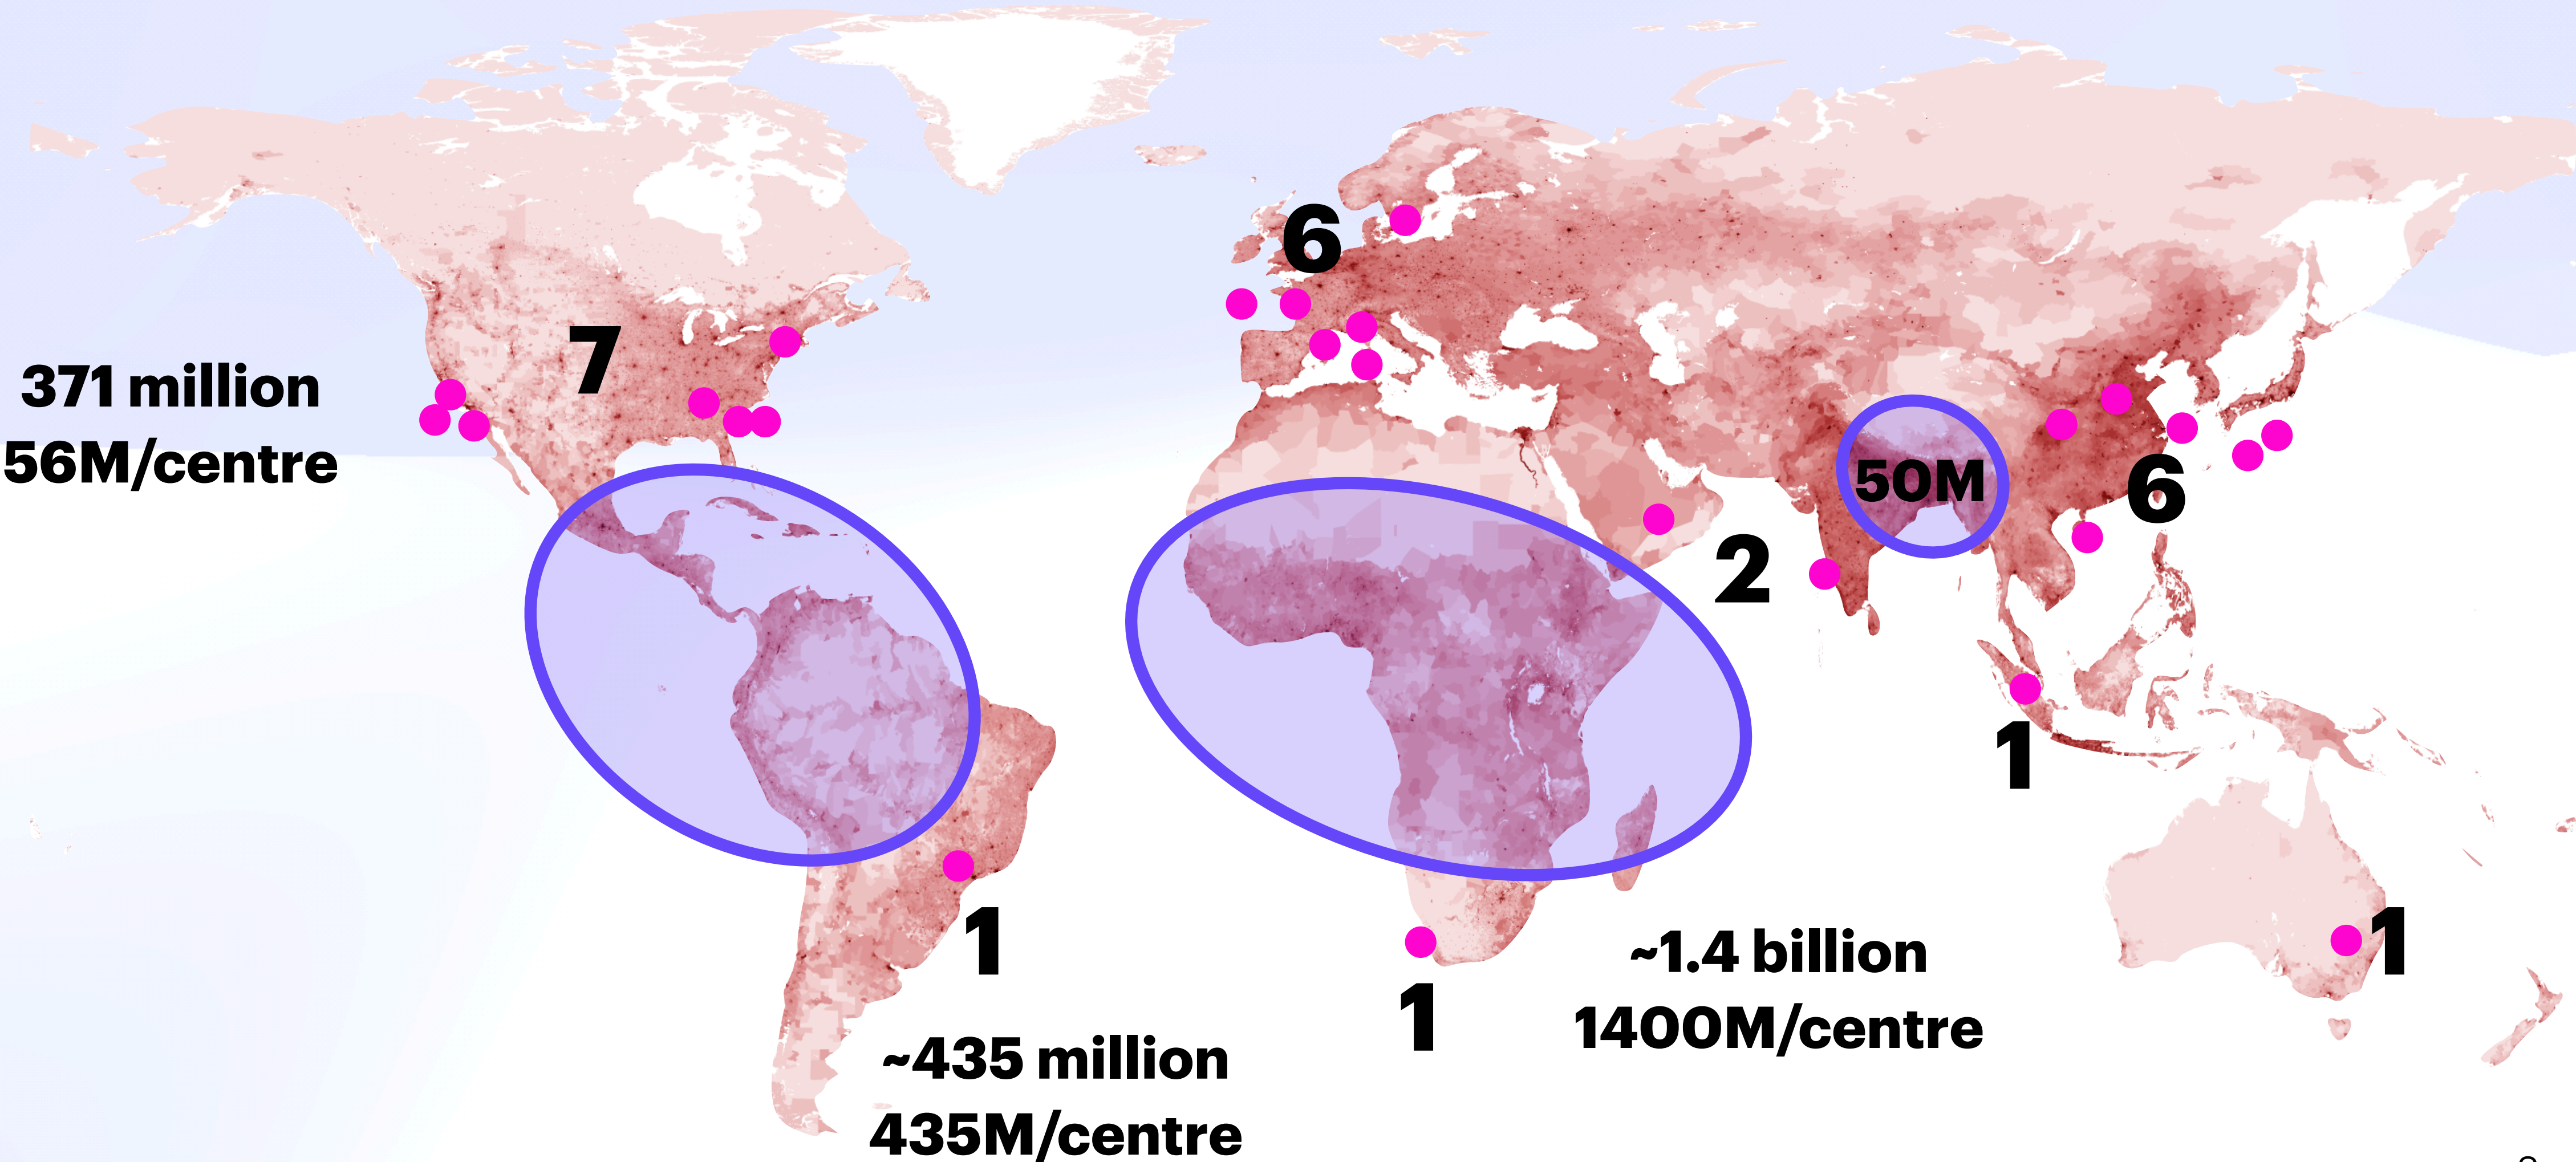 6
7
371 million
56M/centre
50M
6
2
1
1
1
~1.4 billion
1400M/centre
1
~435 million
435M/centre